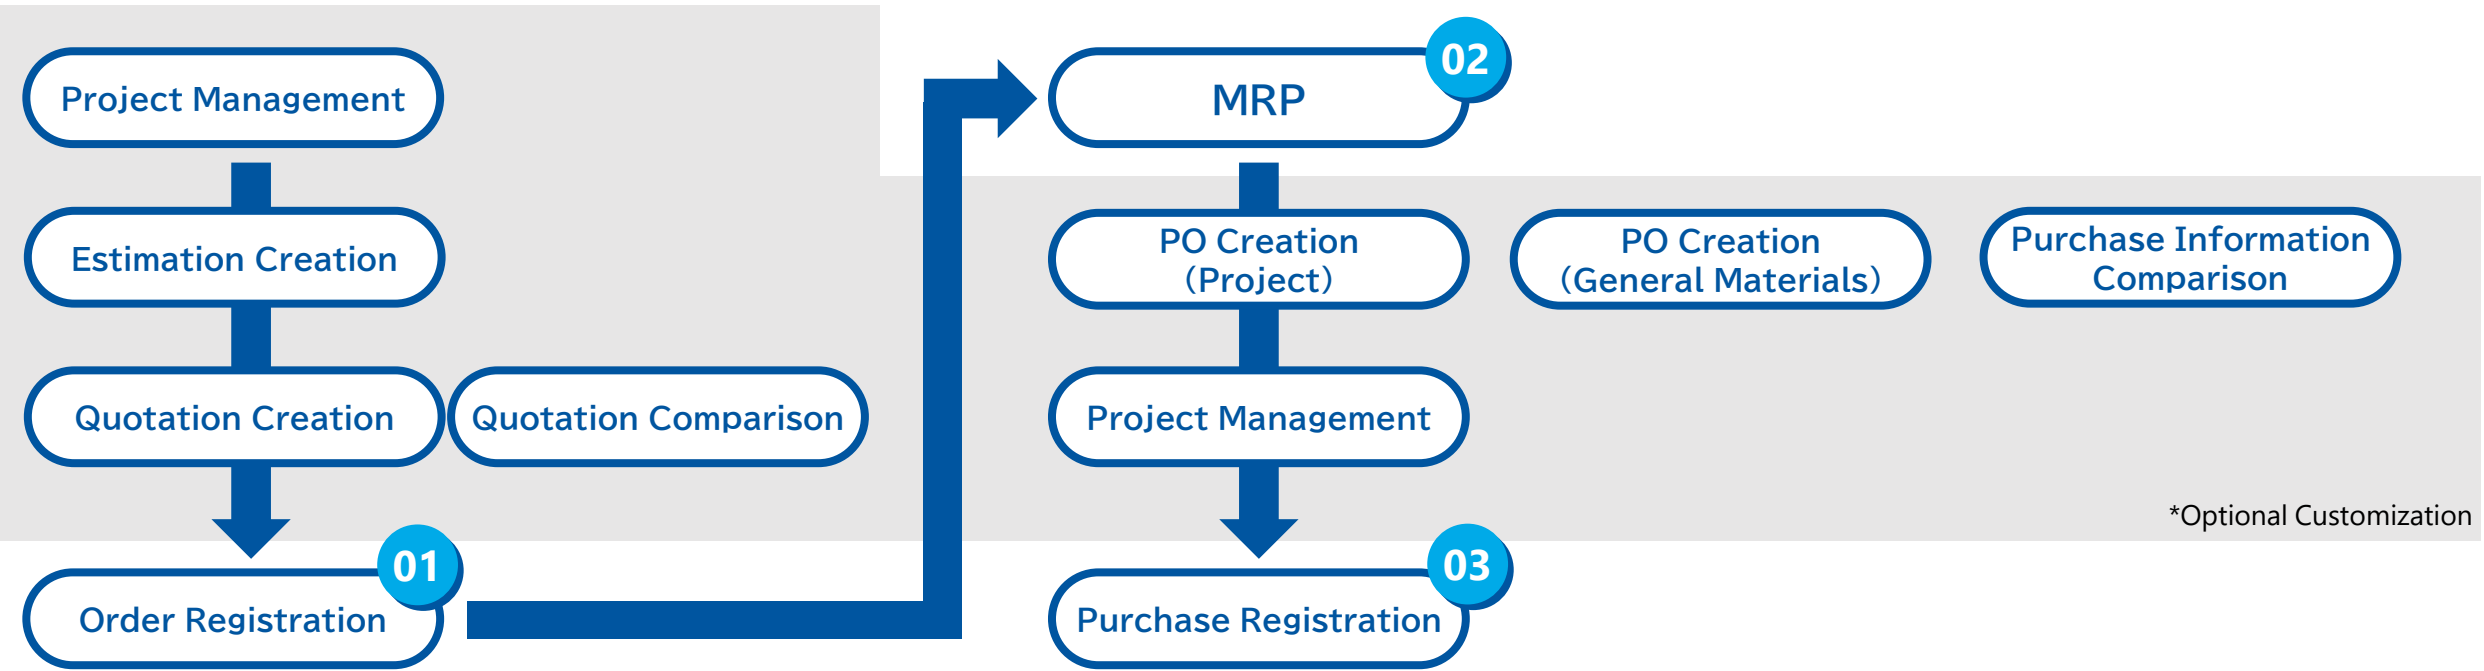 Project Management
Estimation Creation
Quotation Creation
Quotation Comparison
01
Order Registration
02
MRP
PO Creation
(Project)
PO Creation
(General Materials)
Purchase Information
Comparison
Project Management
*Optional Customization
03
Purchase Registration